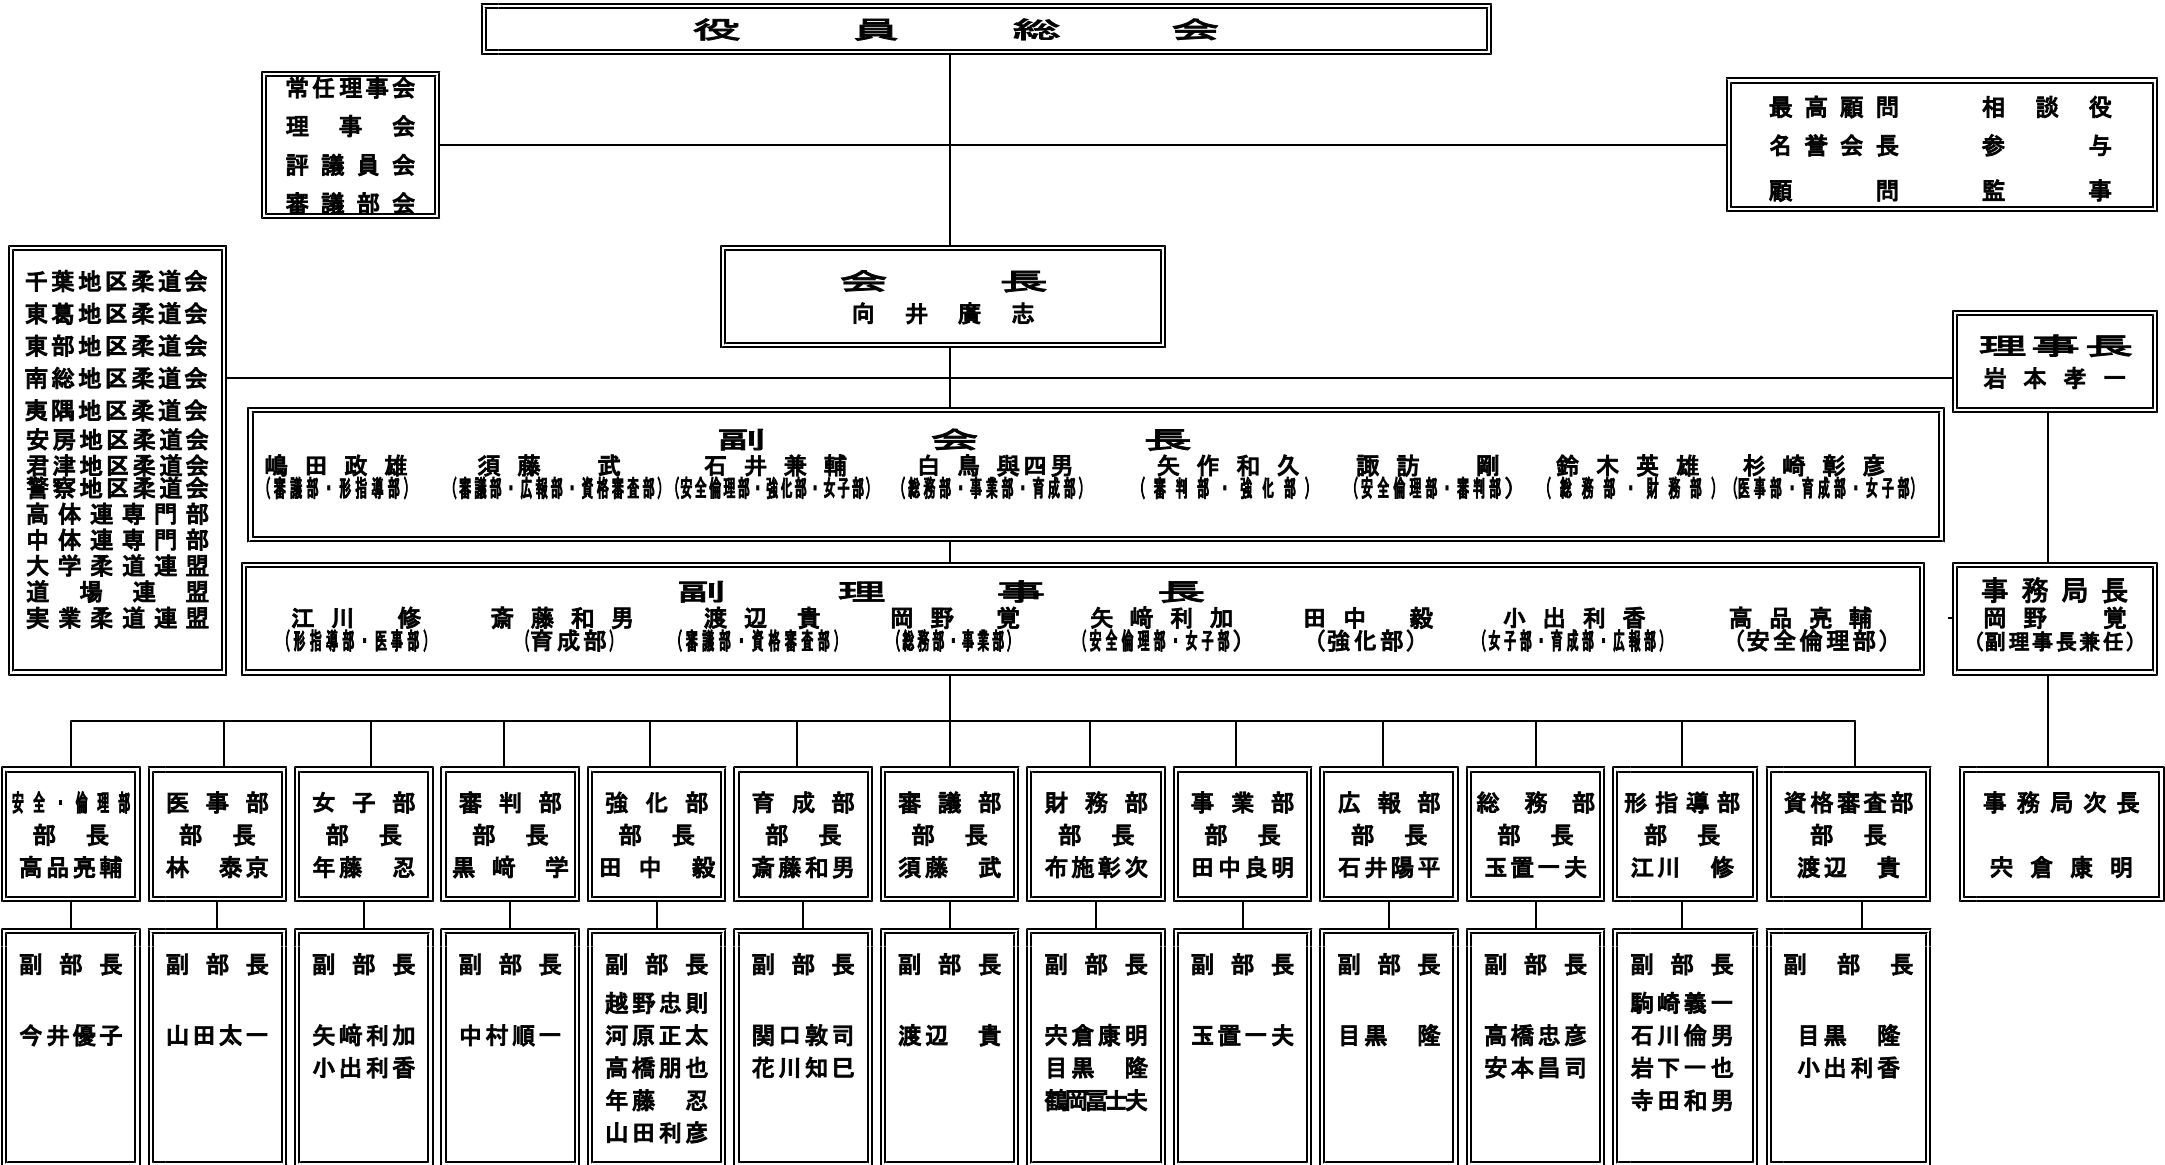 役員総会
常任理事会
理事会
評議員会
審議部会
最高顧問 相談役
名誉会長 参与
顧問 監事
千葉地区柔道会
東葛地区柔道会
東部地区柔道会
南総地区柔道会
夷隅地区柔道会
安房地区柔道会
君津地区柔道会
警察地区柔道会
高体連専門部
中体連専門部
大学柔道連盟
道場連盟
実業柔道連盟
会長
向井廣志
理事長
岩本孝一
副会長
嶋田政雄 須藤武 石井兼輔 白鳥與四男 矢作和久 諏訪剛 鈴木英雄 杉崎彰彦
(審議部・形指導部) (審議部・広報部・資格審査部) (安全倫理部・強化部・女子部) (総務部・事業部・育成部) (審判部・強化部) (安全倫理部・審判部) (総務部・財務部) (医事部・育成部・女子部)
副理事長
江川修 斎藤和男 渡辺貴 岡野覚 矢﨑利加 田中毅 小出利香 高品亮輔
(形指導部・医事部) (育成部) (審議部・資格審査部) (総務部・事業部) (安全倫理部・女子部) (強化部) (女子部・育成部・広報部) (安全倫理部)
事務局長
岡野覚
(副理事長兼任)
安全・倫理部 医事部 女子部 審判部 強化部 育成部 審議部 財務部 事業部 広報部 総務部 形指導部 資格審査部 事務局次長
部長 部長 部長 部長 部長 部長 部長 部長 部長 部長 部長 部長 部長
高品亮輔 林泰京 年藤忍 黒﨑学 田中毅 斎藤和男 須藤武 布施彰次 田中良明 石井陽平 玉置一夫 江川修 渡辺貴 宍倉康明
副部長 副部長 副部長 副部長 副部長 副部長 副部長 副部長 副部長 副部長 副部長 副部長 副部長
越野忠則 駒崎義一
今井優子 山田太一 矢﨑利加 中村順一 河原正太 関口敦司 渡辺貴 宍倉康明 玉置一夫 目黒隆 高橋忠彦 石川倫男 目黒隆
小出利香 高橋朋也 花川知巳 目黒隆 安本昌司 岩下一也 小出利香
年藤忍 鶴岡冨士夫 寺田和男
山田利彦